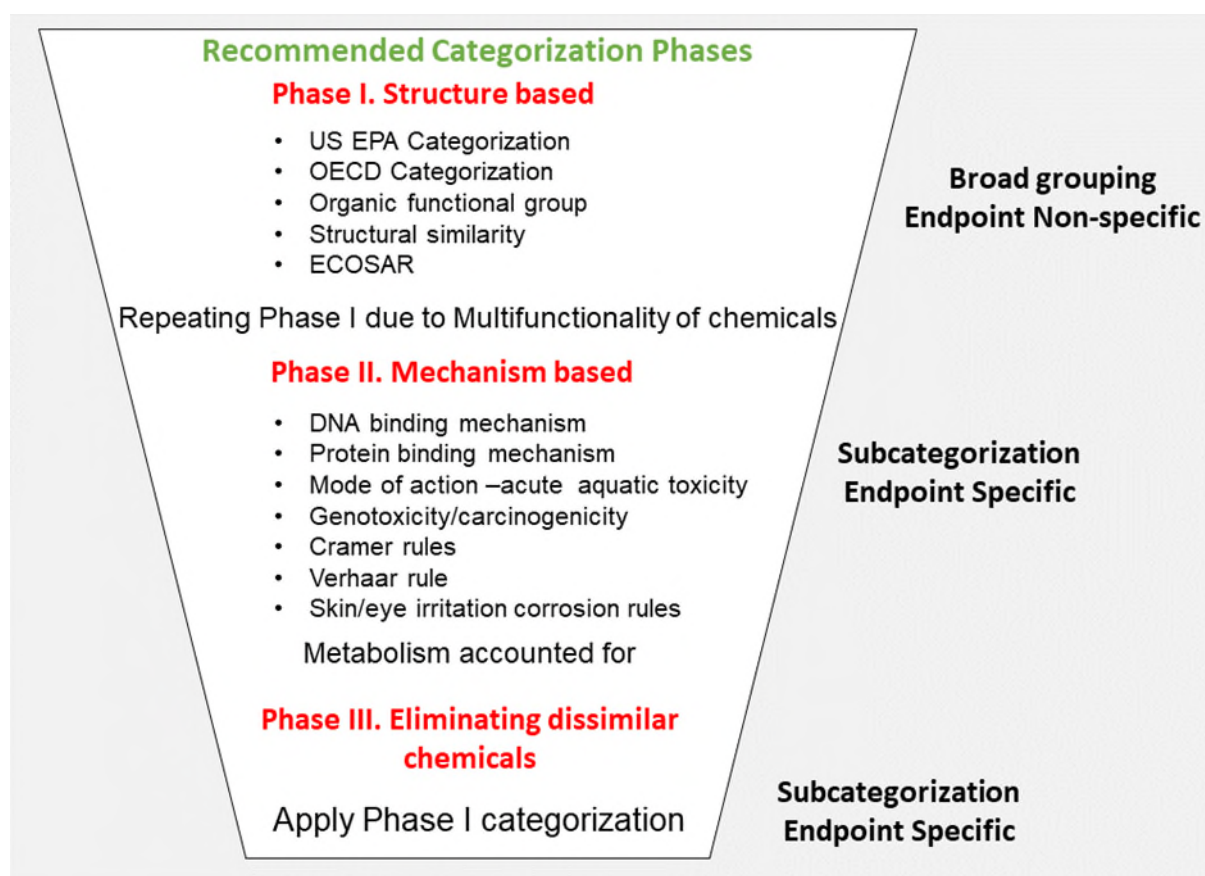 Recommended Categorization Phases
Phase I. Structure based
• US EPA Categorization
• OECD Categorization
• Organic functional group
• Structural similarity
• ECOSAR
Broad grouping
Endpoint Non-specific
Repeating Phase I due to Multifunctionality of chemicals
Phase II. Mechanism based
• DNA binding mechanism
• Protein binding mechanism
• Mode of action –acute aquatic toxicity
• Genotoxicity/carcinogenicity
• Cramer rules
• Verhaar rule
• Skin/eye irritation corrosion rules
Subcategorization
Endpoint Specific
Metabolism accounted for
Phase III. Eliminating dissimilar
chemicals
Apply Phase I categorization
Subcategorization
Endpoint Specific